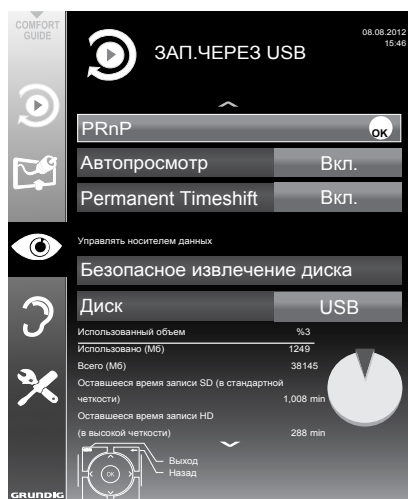 COMFORT
GUIDE
ЗАП.ЧЕРЕЗ USB
08.08.2012
15:46
PRnP
OK
Автопросмотр
Вкл.
Permanent Timeshift
Вкл.
Управлять носителем данных
Безопасное извлечение диска
Диск
USB
Использованный объем
%3
Использовано (Мб)
1249
Всего (Мб)
38145
Оставшееся время записи SD (в стандартной
четкости)
1,008 min
Оставшееся время записи HD
(в высокой четкости)
288 min
OK
Выход
Назад
GRUNDIG